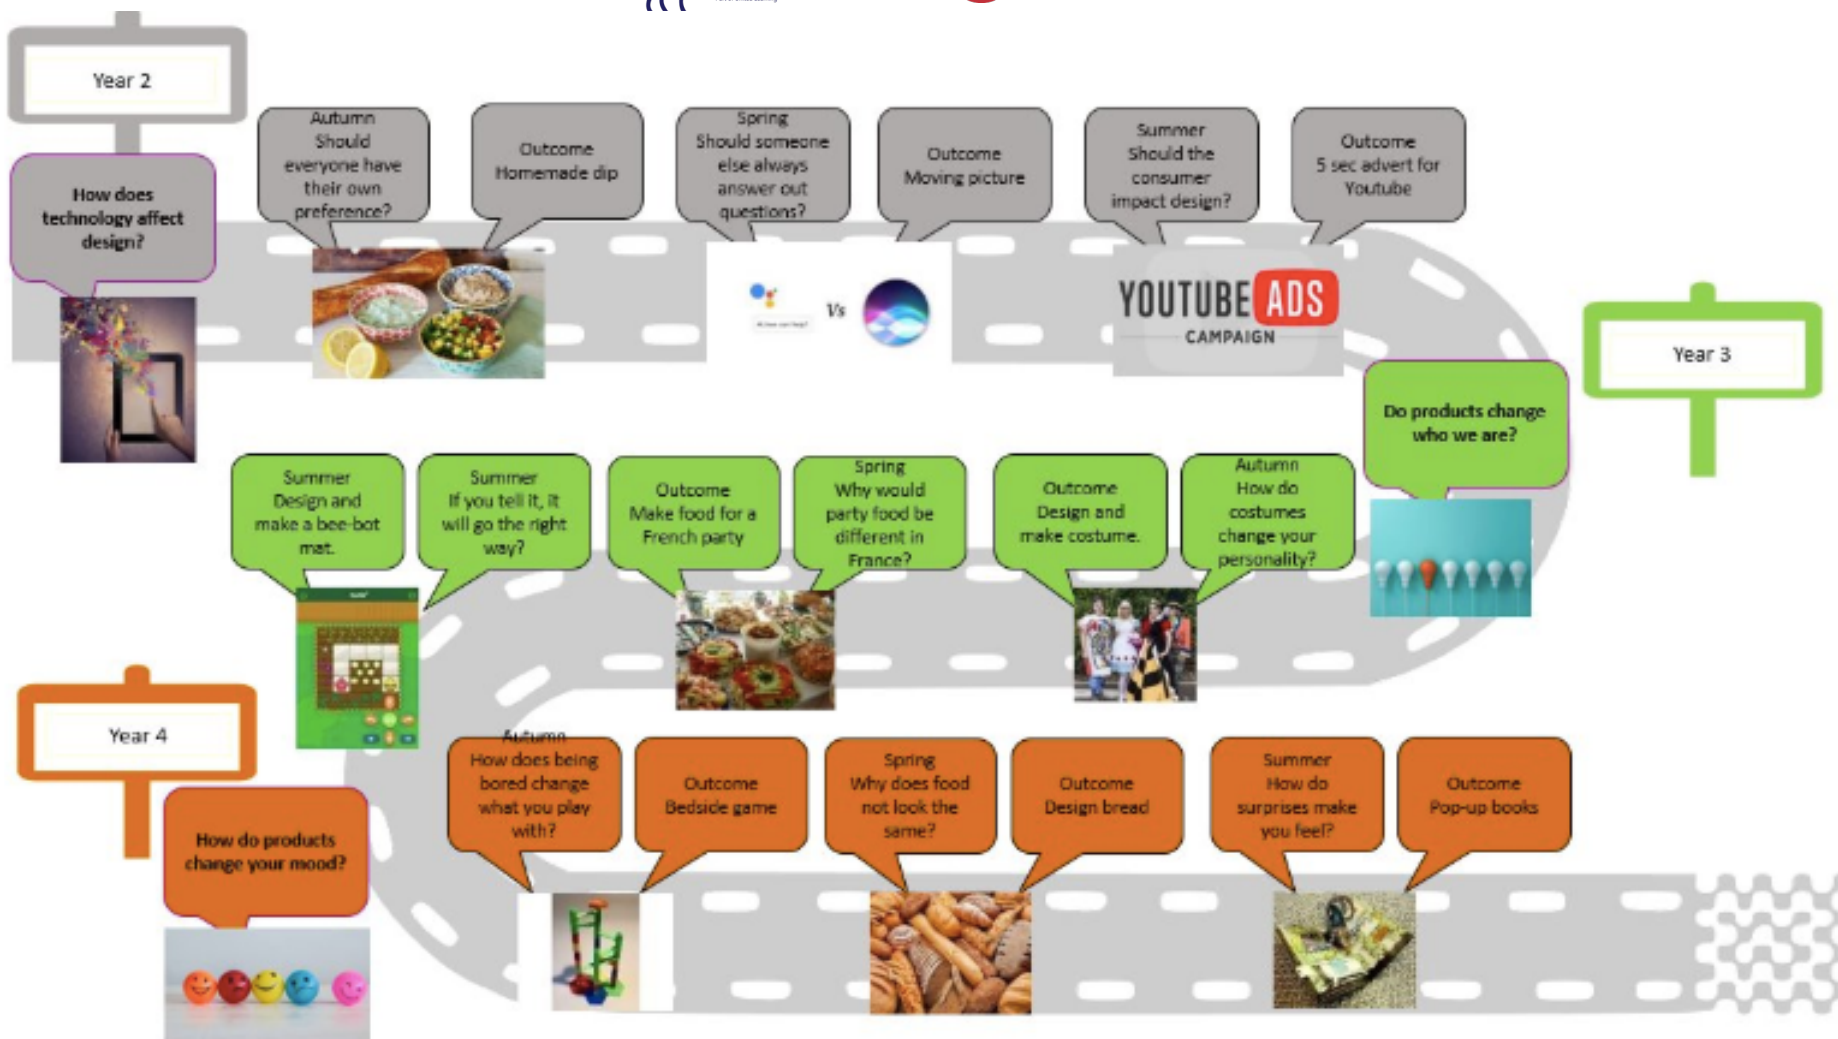 Year 2
How does
technology affect
design?
Autumn
Should
everyone have
their own
preference?
Outcome
Homemade dip
Spring
Should someone
else always
answer out
questions?
Outcome
Moving picture
Summer
Should the
consumer
impact design?
Outcome
5 sec advert for
Youtube
Vs
YOUTUBE ADS
CAMPAIGN
Year 3
Do products change
who we are?
Autumn
How do
costumes
change your
personality?
Outcome
Design and
make costume.
Spring
Why would
party food be
different in
France?
Outcome
Make food for a
French party
Summer
If you tell it, it
will go the right
way?
Summer
Design and
make a bee-bot
mat.
Year 4
How do products
change your mood?
Autumn
How does being
bored change
what you play
with?
Outcome
Bedside game
Spring
Why does food
not look the
same?
Outcome
Design bread
Summer
How do
surprises make
you feel?
Outcome
Pop-up books